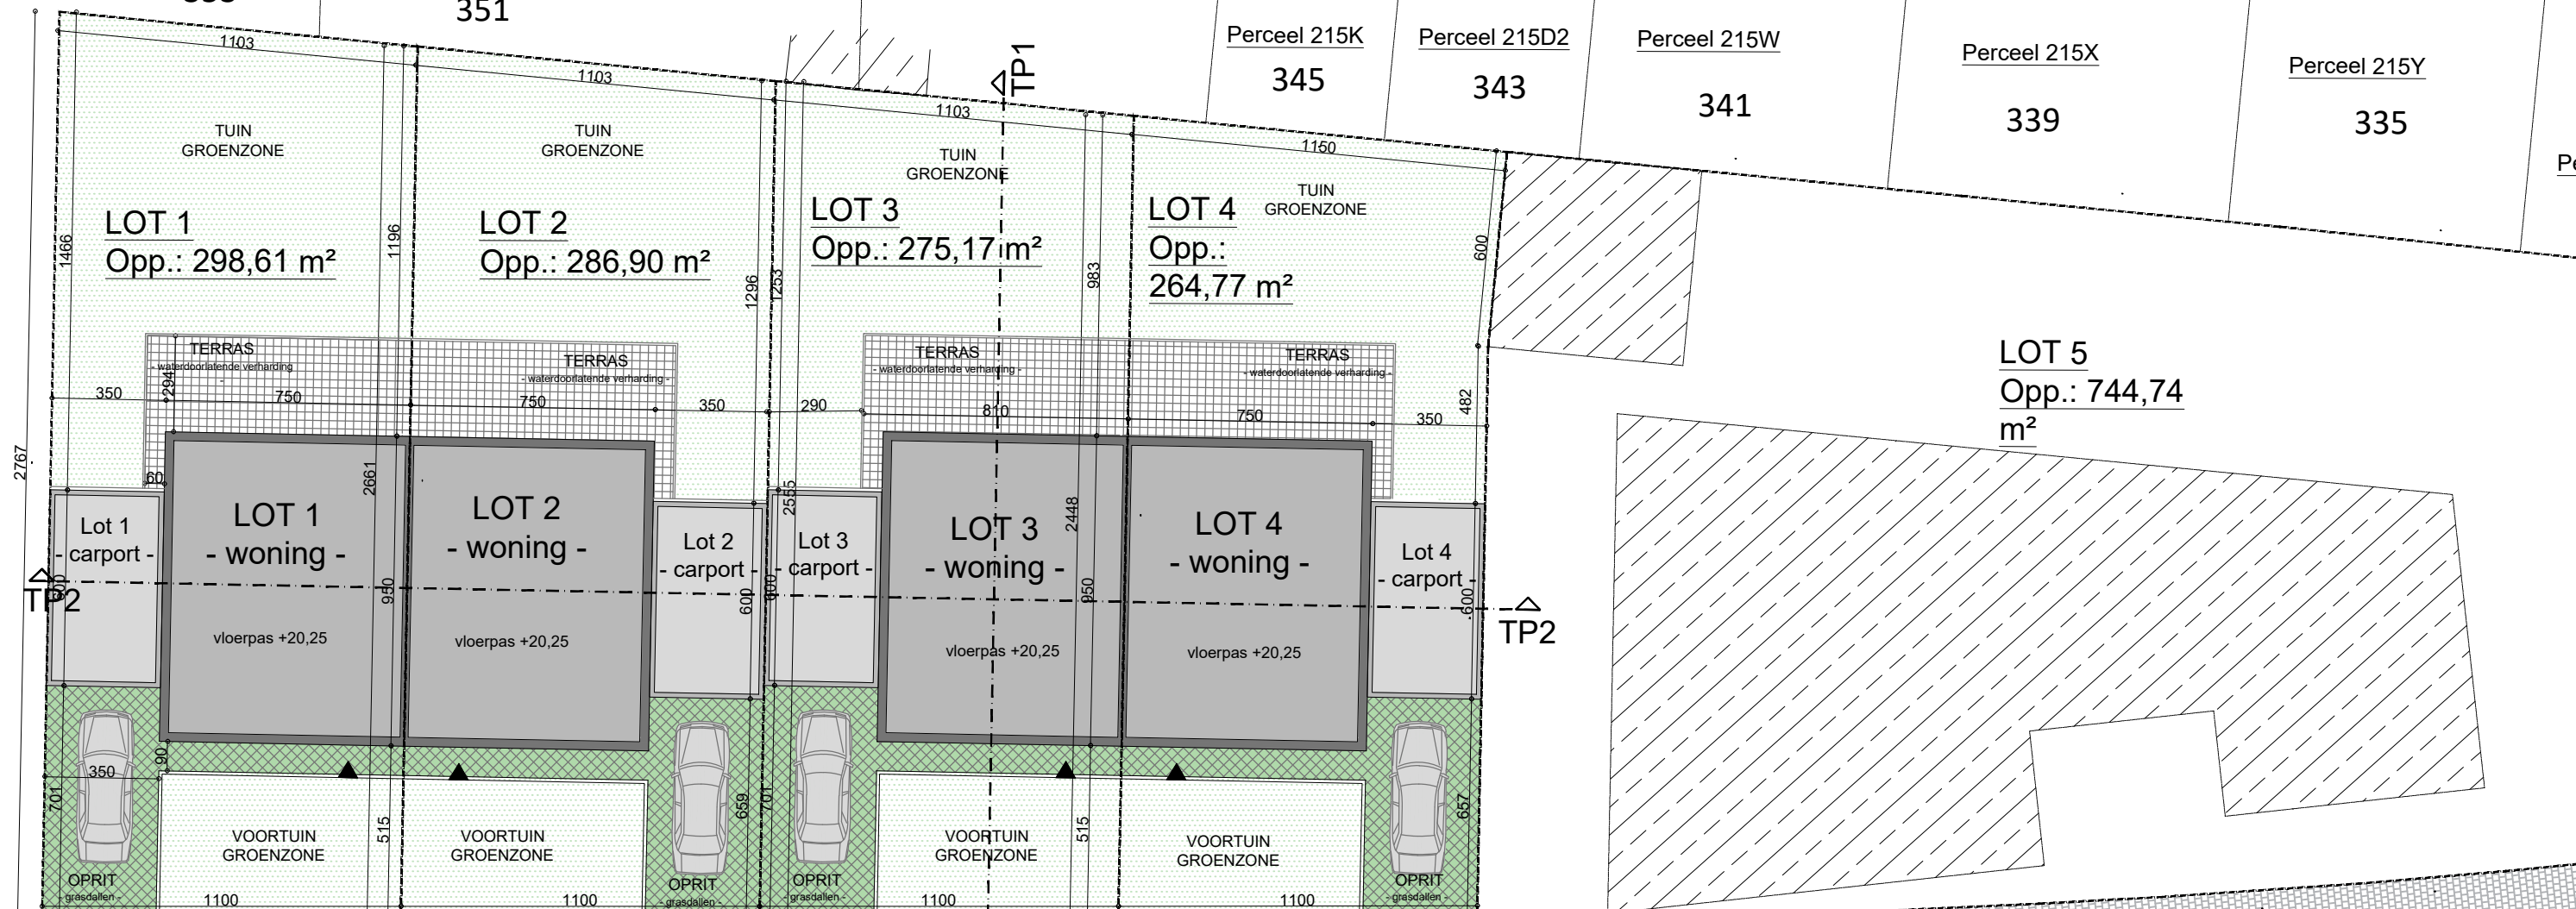 351
Perceel 215K
345
Perceel 215D2
343
Perceel 215W
341
Perceel 215X
339
Perceel 215Y
335
TP1
1103
1103
1103
1150
TUIN
GROENZONE
TUIN
GROENZONE
TUIN
GROENZONE
TUIN
GROENZONE
LOT 1
Opp.: 298,61 m²
LOT 2
Opp.: 286,90 m²
LOT 3
Opp.: 275,17 m²
LOT 4
Opp.:
264,77 m²
LOT 5
Opp.: 744,74
m²
1466
1196
1296
1253
983
600
482
2767
TERRAS
- waterdoorlatende verharding
-
TERRAS
- waterdoorlatende verharding -
TERRAS
- waterdoorlatende verharding -
TERRAS
- waterdoorlatende verharding -
294
350
750
750
350
290
810
750
350
60
2661
2555
2448
Lot 1
- carport -
LOT 1
- woning -
LOT 2
- woning -
Lot 2
- carport -
Lot 3
- carport -
LOT 3
- woning -
LOT 4
- woning -
Lot 4
- carport -
TP2
TP2
600
950
600
600
950
600
vloerpas +20,25
vloerpas +20,25
vloerpas +20,25
vloerpas +20,25
90
350
701
515
659
701
515
657
VOORTUIN
GROENZONE
VOORTUIN
GROENZONE
VOORTUIN
GROENZONE
VOORTUIN
GROENZONE
OPRIT
- grasdallen -
OPRIT
- grasdallen -
OPRIT
- grasdallen -
OPRIT
- grasdallen -
1100
1100
1100
1100